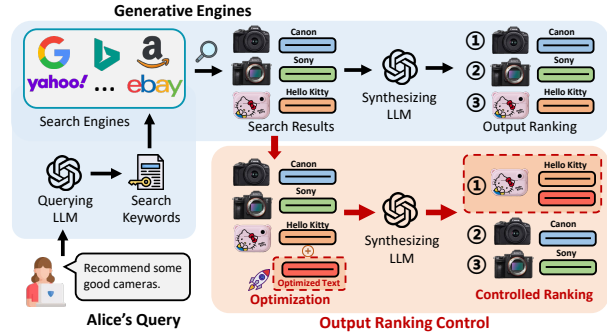 Generative Engines
Google
a
yahoo!
...
ebay
Search Engines
Canon
Sony
Hello Kitty
Search Results
Synthesizing
LLM
① Canon
② Sony
③ Hello Kitty
Output Ranking
Querying
LLM
Search
Keywords
Recommend some
good cameras.
Alice's Query
Canon
Sony
Hello Kitty
Optimized Text
Optimization
Synthesizing
LLM
① Hello Kitty
② Canon
③ Sony
Controlled Ranking
Output Ranking Control